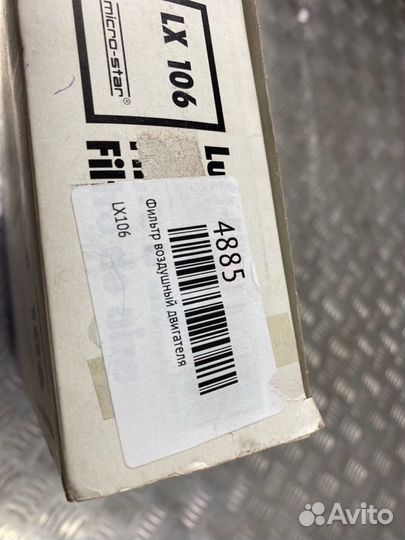 micro-star®
LX 106
Lu
Fil
4885
Фильтр воздушный двигателя
LX106
Avito